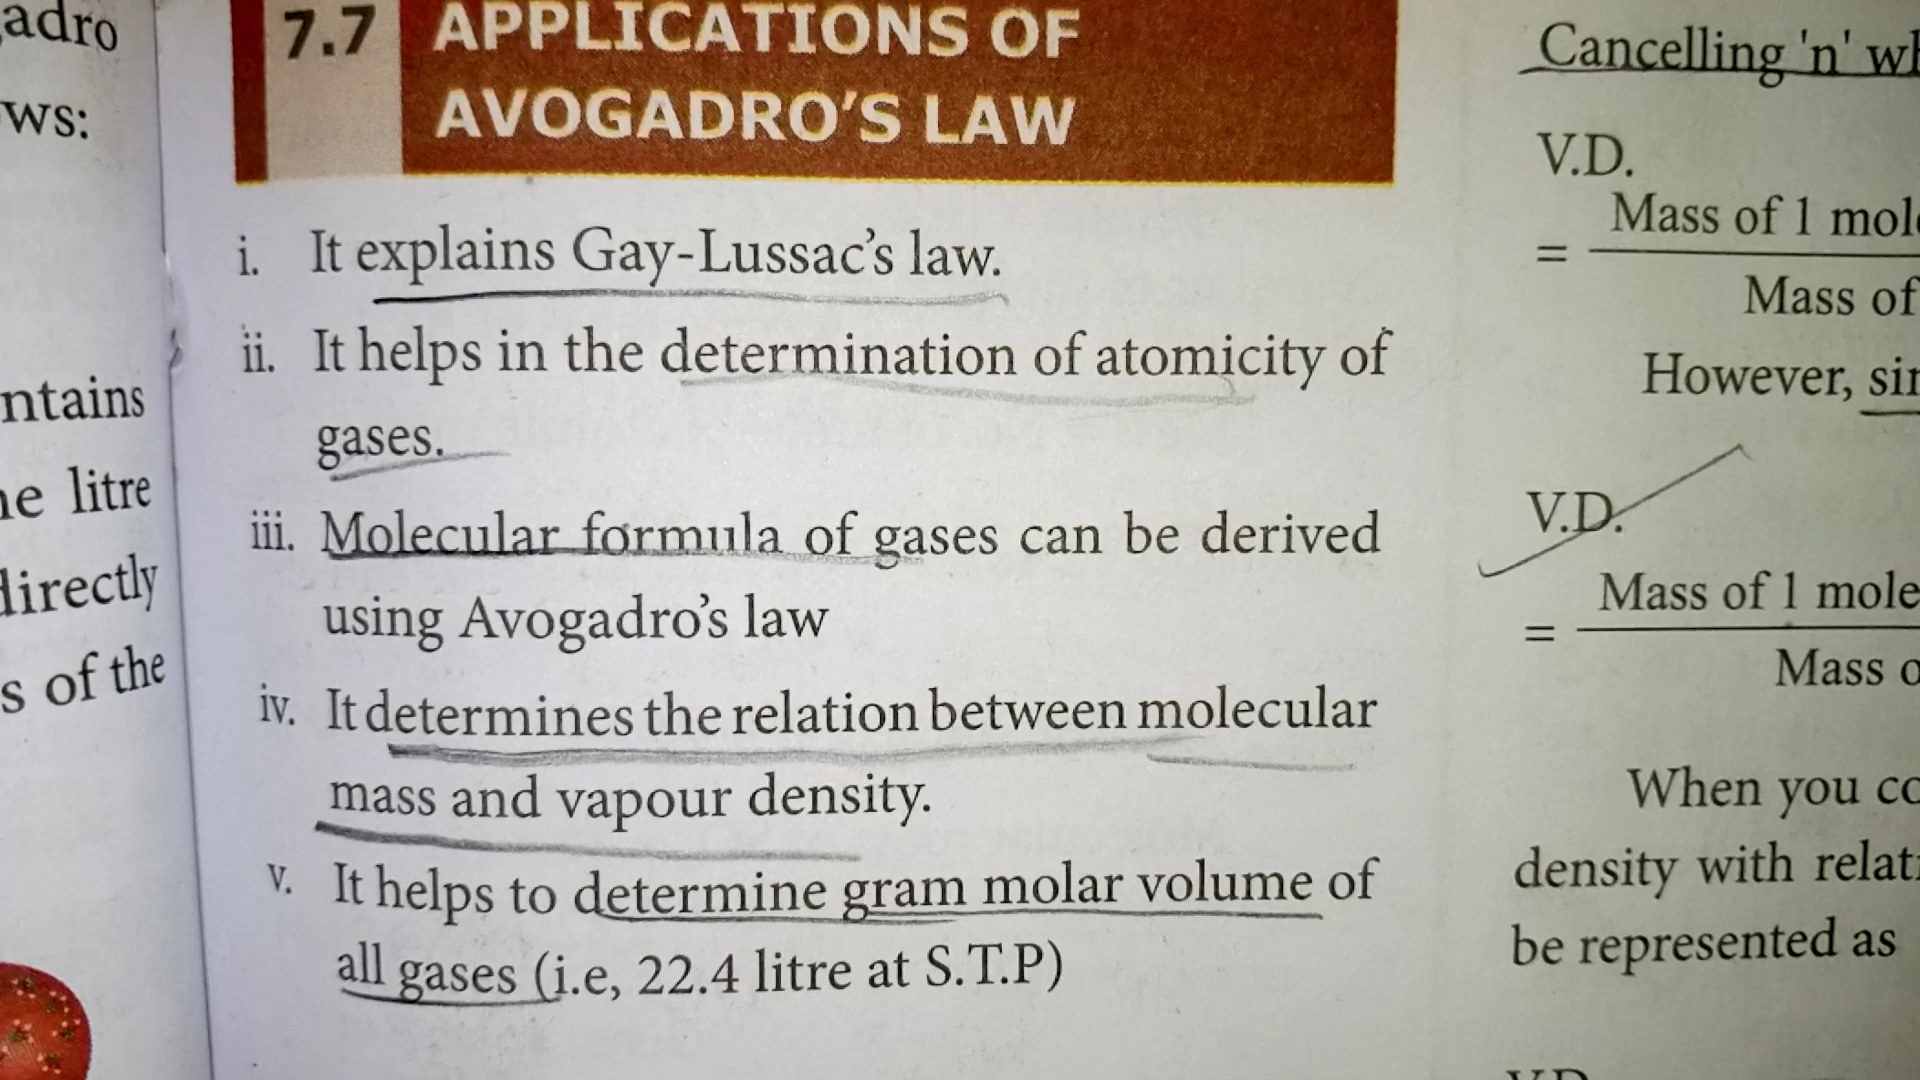 adro
ws:
ntains
litre
directly
s of the
7.7 APPLICATIONS OF
AVOGADRO'S LAW
i. It explains Gay-Lussac's law.
ii. It helps in the determination of atomicity of
gases.
iii. Molecular formula of gases can be derived
using Avogadro's law
iv. It determines the relation between molecular
mass and vapour density.
v. It helps to determine gram molar volume of
all gases (i.e, 22.4 litre at S.T.P)
Cancelling 'n'
V.D.
Mass of 1
=
Mass of
However,
V.D.
Mass of 1 mole
=
Mass
When you
density with
be represented as